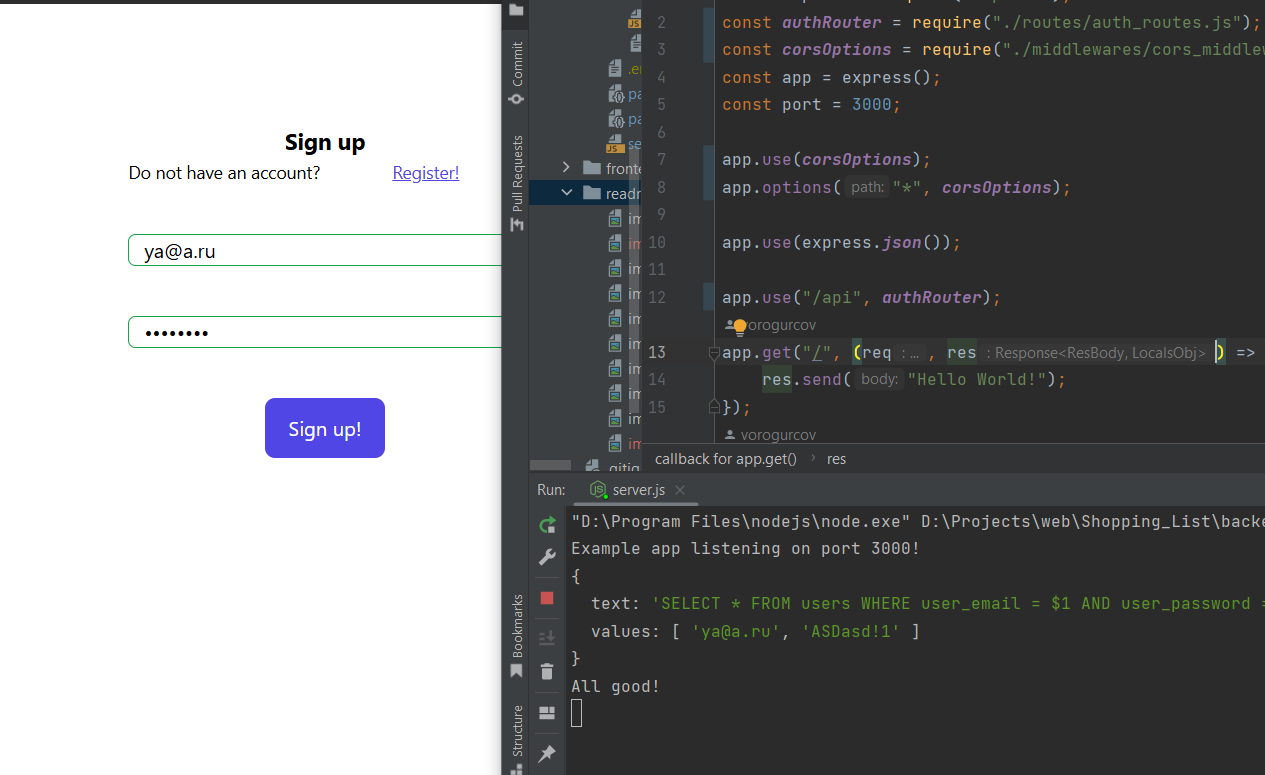 Sign up
Do not have an account? Register!
ya@a.ru
••••••••
Sign up!
Commit
Pull Requests
Bookmarks
Structure
JS
.en
pa
pa
JS se
fronte
readm
im
im
im
im
im
im
im
im
im
im
.gitig
2 const authRouter = require("./routes/auth_routes.js");
3 const corsOptions = require("./middlewares/cors_middlew
4 const app = express();
5 const port = 3000;
6
7 app.use(corsOptions);
8 app.options( path: "*", corsOptions);
9
10 app.use(express.json());
11
12 app.use("/api", authRouter);
vorogurcov
13 app.get("/", (req : ... , res : Response<ResBody, LocalsObj> ) =>
14 res.send( body: "Hello World!");
15 });
vorogurcov
callback for app.get() › res
Run: JS server.js ×
"D:\Program Files\nodejs\node.exe" D:\Projects\web\Shopping_List\backe
Example app listening on port 3000!
{
text: 'SELECT * FROM users WHERE user_email = $1 AND user_password =
values: [ 'ya@a.ru', 'ASDasd!1' ]
}
All good!